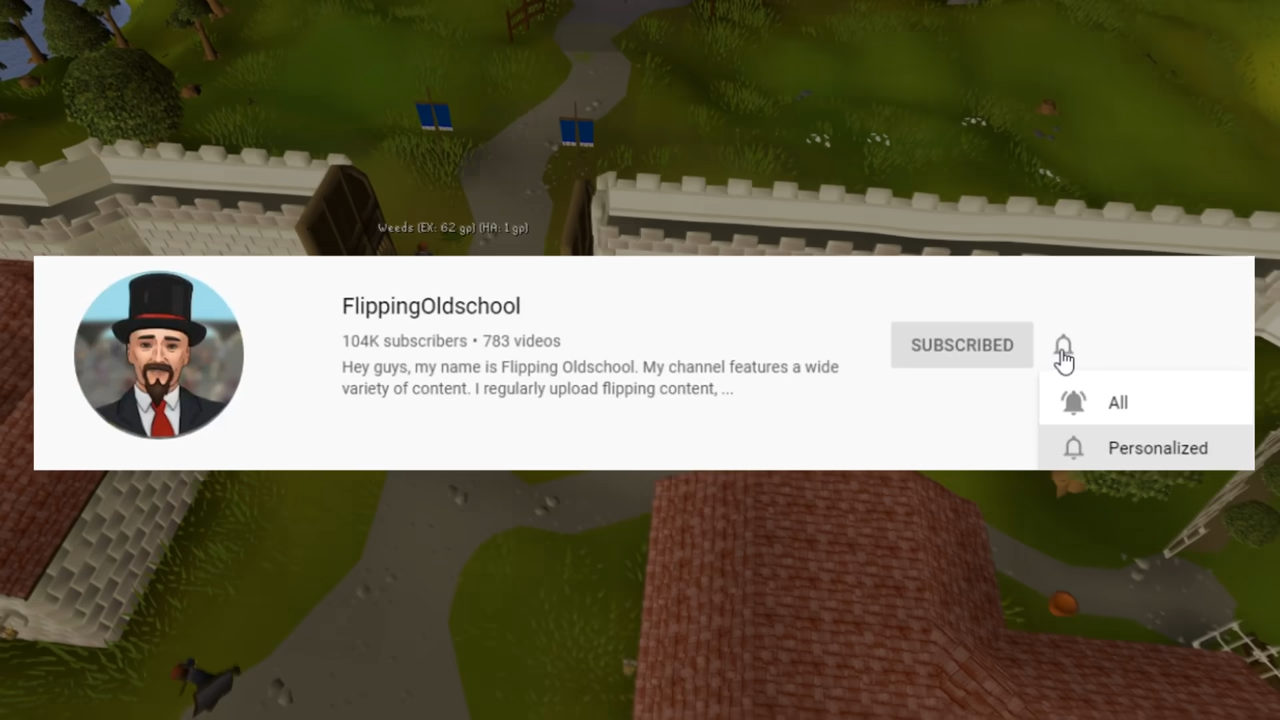 Weeds (EX: 62 gp) (HA: 1 gp)
FlippingOldschool
104K subscribers • 783 videos
Hey guys, my name is Flipping Oldschool. My channel features a wide
variety of content. I regularly upload flipping content, ...
SUBSCRIBED
All
Personalized